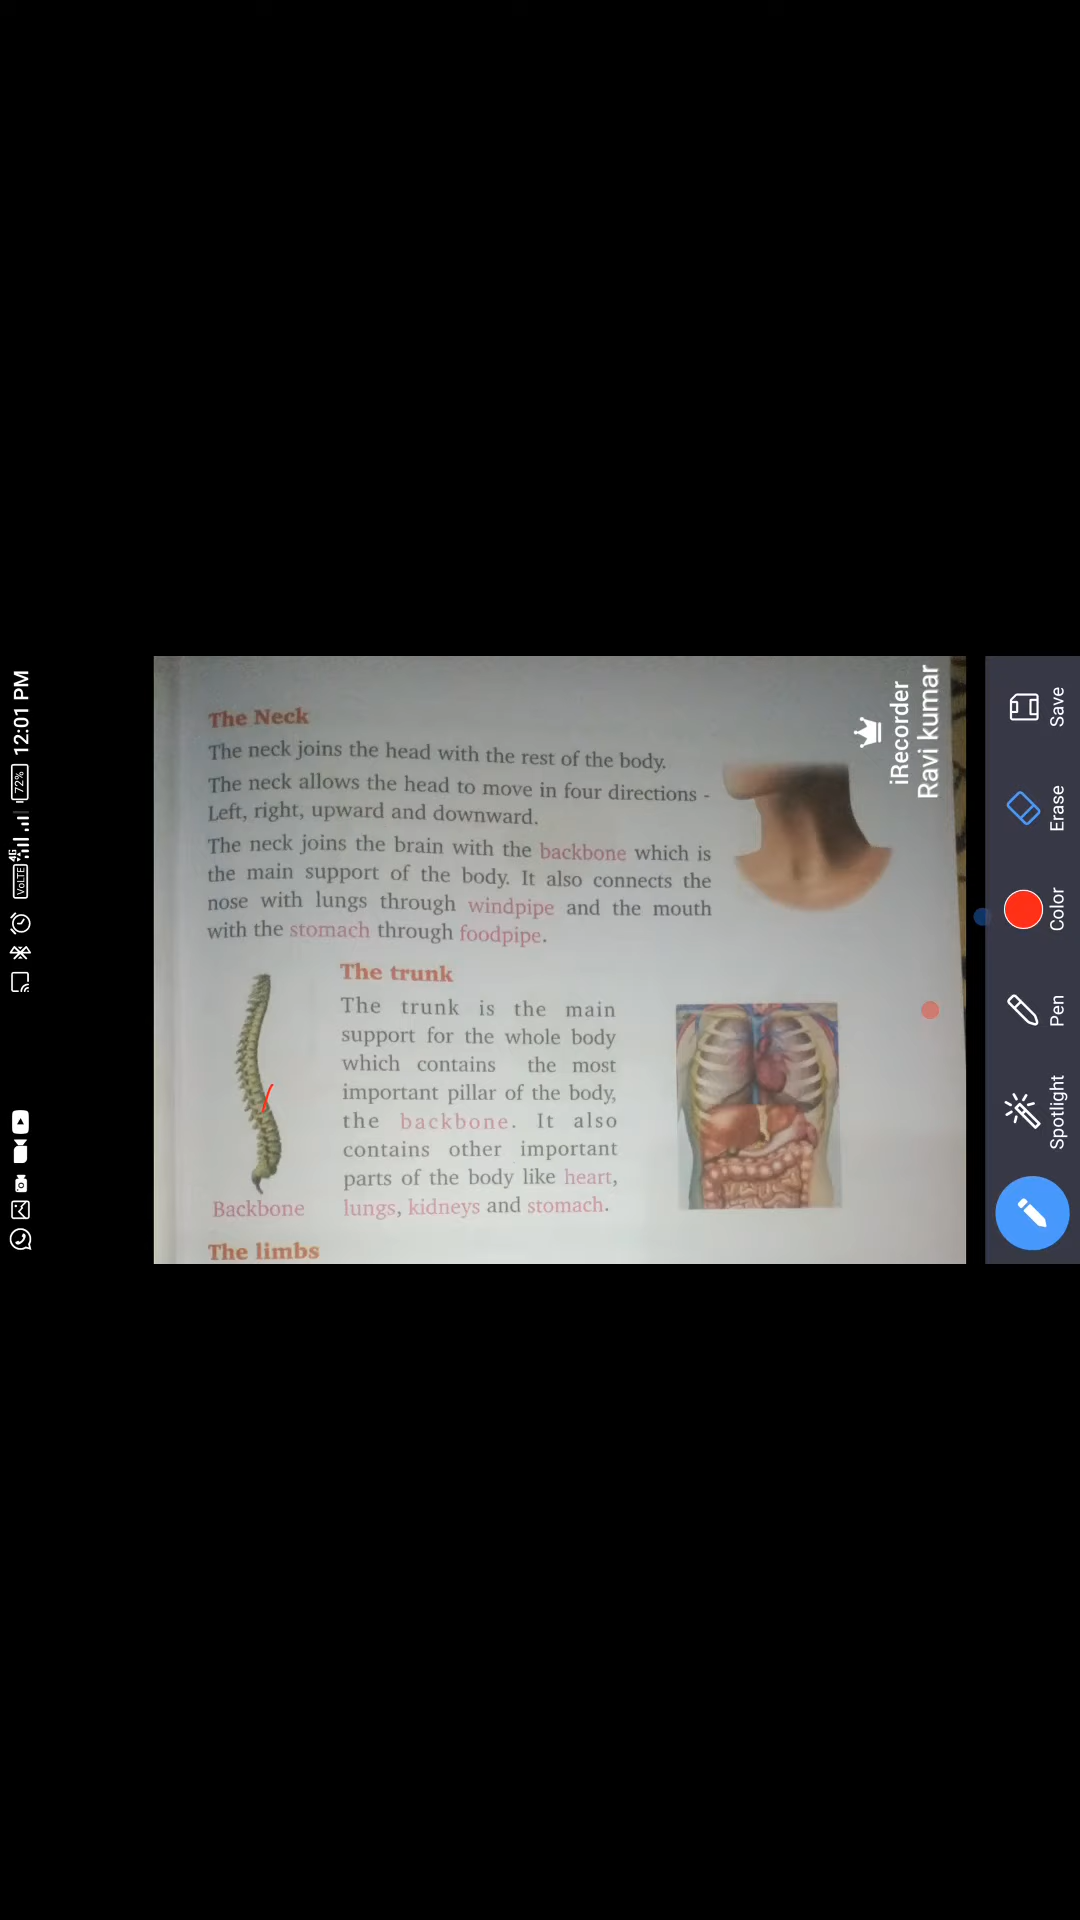 The Neck
The neck joins the head with the rest of the body.
The neck allows the head to move in four directions -
Left, right, upward and downward.
The neck joins the brain with the backbone which is
the main support of the body. It also connects the
nose with lungs through windpipe and the mouth
with the stomach through foodpipe.
The trunk
The trunk is the main
support for the whole body
which contains the most
important pillar of the body,
the backbone. It also
contains other important
parts of the body like heart,
lungs, kidneys and stomach.
Backbone
The limbs
iRecorder
Ravi kumar
Save
Erase
Color
Pen
Spotlight
VoLTE 4G 72% 12:01 PM